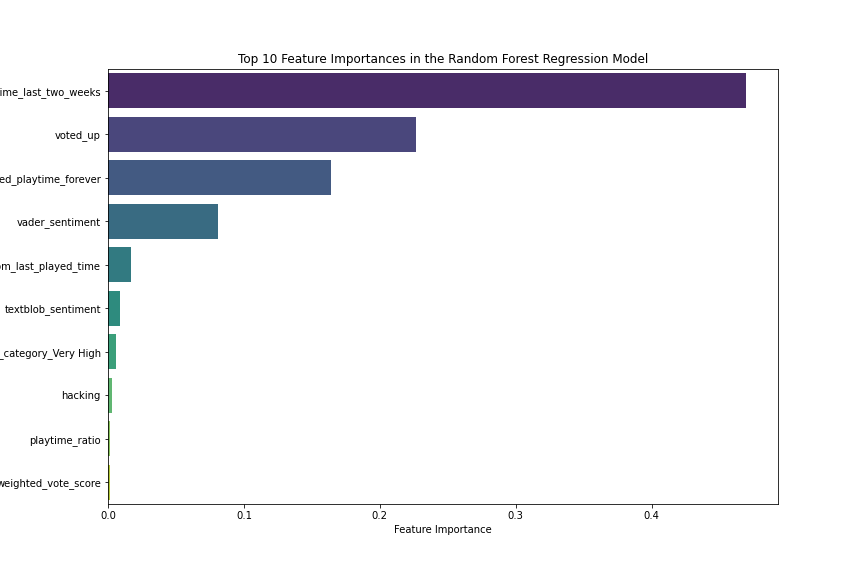 Top 10 Feature Importances in the Random Forest Regression Model
ime_last_two_weeks
voted_up
ed_playtime_forever
vader_sentiment
m_last_played_time
textblob_sentiment
_category_Very High
hacking
playtime_ratio
weighted_vote_score
0.0 0.1 0.2 0.3 0.4
Feature Importance